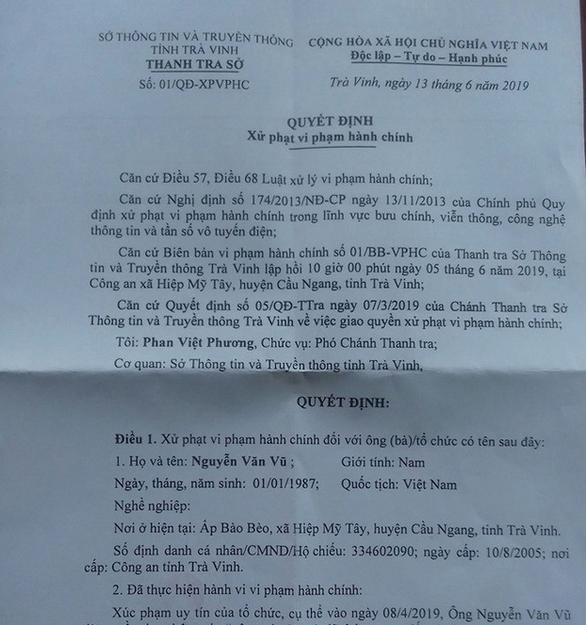 SỞ THÔNG TIN VÀ TRUYỀN THÔNG
TỈNH TRÀ VINH
THANH TRA SỞ
Số: 01/QĐ-XPVPHC
CỘNG HÒA XÃ HỘI CHỦ NGHĨA VIỆT NAM
Độc lập – Tự do – Hạnh phúc
Trà Vinh, ngày 13 tháng 6 năm 2019
QUYẾT ĐỊNH
Xử phạt vi phạm hành chính
Căn cứ Điều 57, Điều 68 Luật xử lý vi phạm hành chính;
Căn cứ Nghị định số 174/2013/NĐ-CP ngày 13/11/2013 của Chính phủ Quy
định xử phạt vi phạm hành chính trong lĩnh vực bưu chính, viễn thông, công nghệ
thông tin và tần số vô tuyến điện;
Căn cứ Biên bản vi phạm hành chính số 01/BB-VPHC của Thanh tra Sở Thông
tin và Truyền thông Trà Vinh lập hồi 10 giờ 00 phút ngày 05 tháng 6 năm 2019, tại
Công an xã Hiệp Mỹ Tây, huyện Cầu Ngang, tỉnh Trà Vinh;
Căn cứ Quyết định số 05/QĐ-TTra ngày 07/3/2019 của Chánh Thanh tra Sở
Thông tin và Truyền thông Trà Vinh về việc giao quyền xử phạt vi phạm hành chính;
Tôi: Phan Việt Phương, Chức vụ: Phó Chánh Thanh tra;
Cơ quan: Sở Thông tin và Truyền thông tỉnh Trà Vinh,
QUYẾT ĐỊNH:
Điều 1. Xử phạt vi phạm hành chính đối với ông (bà)/tổ chức có tên sau đây:
1. Họ và tên: Nguyễn Văn Vũ ; Giới tính: Nam
Ngày, tháng, năm sinh: 01/01/1987; Quốc tịch: Việt Nam
Nghề nghiệp:
Nơi ở hiện tại: Ấp Bào Bèo, xã Hiệp Mỹ Tây, huyện Cầu Ngang, tỉnh Trà Vinh.
Số định danh cá nhân/CMND/Hộ chiếu: 334602090; ngày cấp: 10/8/2005; nơi
cấp: Công an tỉnh Trà Vinh.
2. Đã thực hiện hành vi vi phạm hành chính:
Xúc phạm uy tín của tổ chức, cụ thể vào ngày 08/4/2019, Ông Nguyễn Văn Vũ